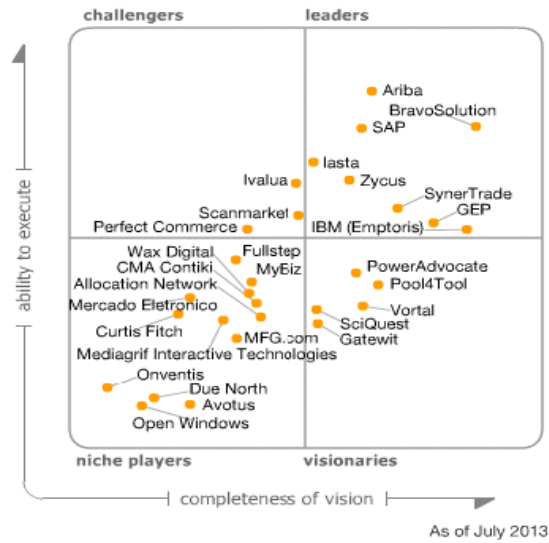 challengers
leaders
Ariba
BravoSolution
SAP
Iasta
Ivalua
Zycus
SynerTrade
Scanmarket
GEP
Perfect Commerce
IBM (Emptoris)
Wax Digital
Fullstep
CMA Contiki
MyBiz
PowerAdvocate
Allocation Network
Pool4Tool
Mercado Eletronico
Vortal
Curtis Fitch
SciQuest
MFG.com
Gatewit
Mediagrif Interactive Technologies
Onventis
Due North
Avotus
Open Windows
niche players
visionaries
ability to execute
completeness of vision
As of July 2013